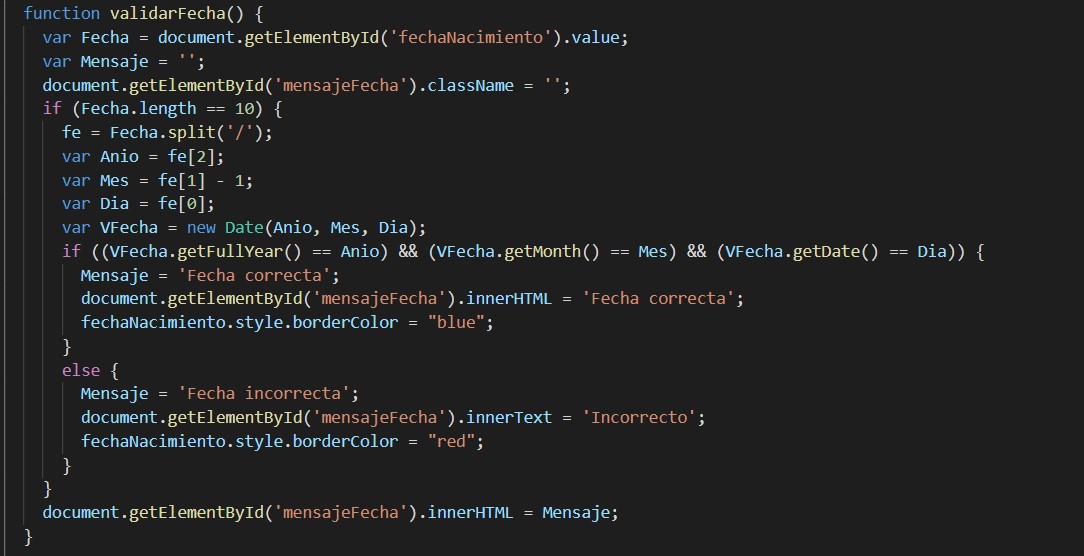 function validarFecha() {
var Fecha = document.getElementById('fechaNacimiento').value;
var Mensaje = '';
document.getElementById('mensajeFecha').className = '';
if (Fecha.length == 10) {
fe = Fecha.split('/');
var Anio = fe[2];
var Mes = fe[1] - 1;
var Dia = fe[0];
var VFecha = new Date(Anio, Mes, Dia);
if ((VFecha.getFullYear() == Anio) && (VFecha.getMonth() == Mes) && (VFecha.getDate() == Dia)) {
Mensaje = 'Fecha correcta';
document.getElementById('mensajeFecha').innerHTML = 'Fecha correcta';
fechaNacimiento.style.borderColor = "blue";
}
else {
Mensaje = 'Fecha incorrecta';
document.getElementById('mensajeFecha').innerText = 'Incorrecto';
fechaNacimiento.style.borderColor = "red";
}
}
document.getElementById('mensajeFecha').innerHTML = Mensaje;
}